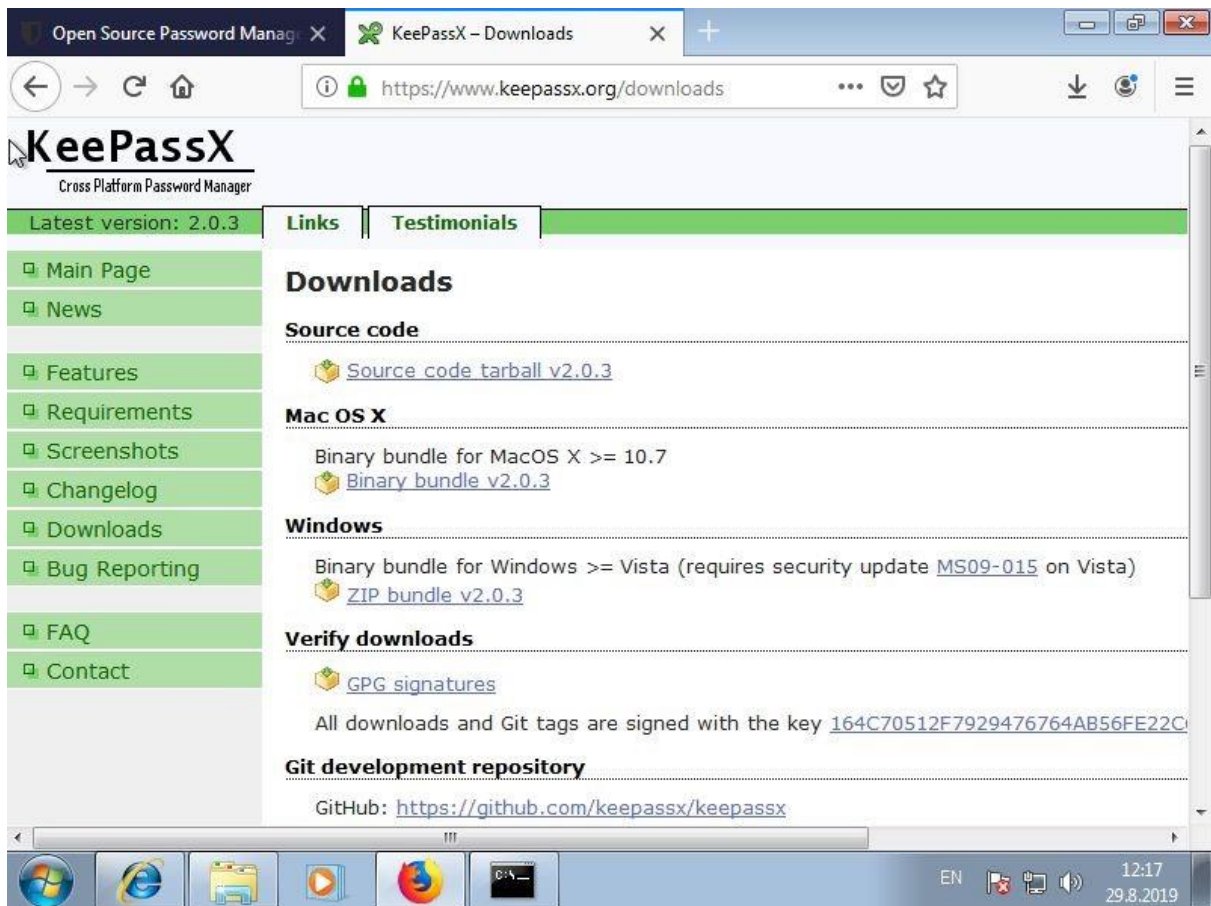 Open Source Password Manag
KeePassX – Downloads
https://www.keepassx.org/downloads
KeePassX
Cross Platform Password Manager
Latest version: 2.0.3
Links
Testimonials
Main Page
News
Features
Requirements
Screenshots
Changelog
Downloads
Bug Reporting
FAQ
Contact
Downloads
Source code
Source code tarball v2.0.3
Mac OS X
Binary bundle for MacOS X >= 10.7
Binary bundle v2.0.3
Windows
Binary bundle for Windows >= Vista (requires security update MS09-015 on Vista)
ZIP bundle v2.0.3
Verify downloads
GPG signatures
All downloads and Git tags are signed with the key 164C70512F7929476764AB56FE22C
Git development repository
GitHub: https://github.com/keepassx/keepassx
C:\_
EN
12:17
29.8.2019